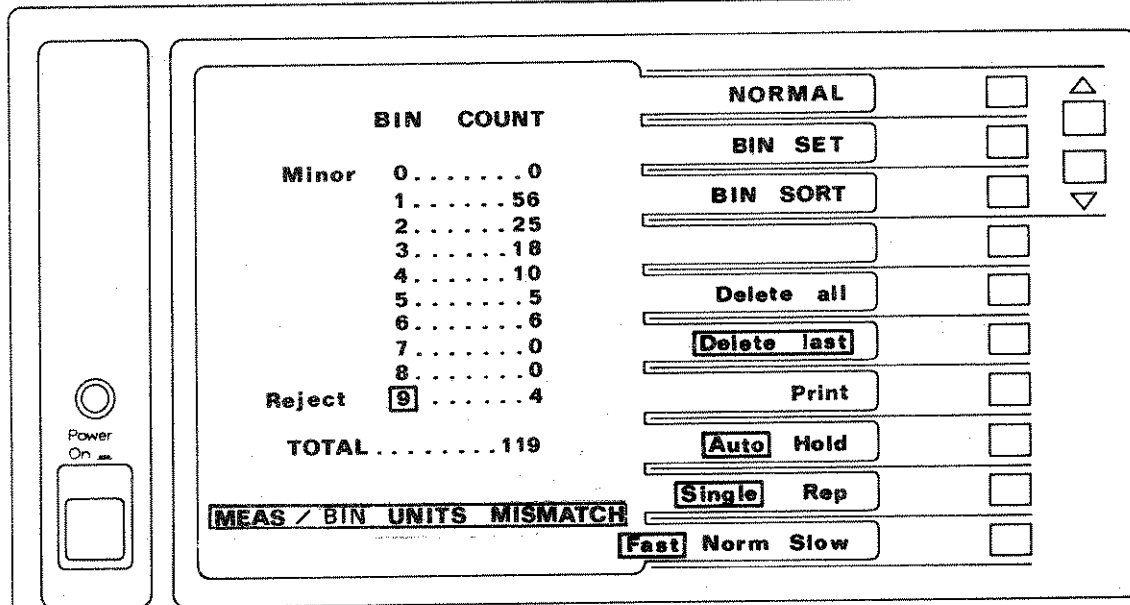 BIN COUNT
Minor 0.......0
1......56
2......25
3......18
4......10
5.......5
6.......6
7.......0
8.......0
Reject 9 ......4
TOTAL........119
MEAS / BIN UNITS MISMATCH
NORMAL
BIN SET
BIN SORT
Delete all
Delete last
Print
Auto Hold
Single Rep
Fast Norm Slow
Power
On